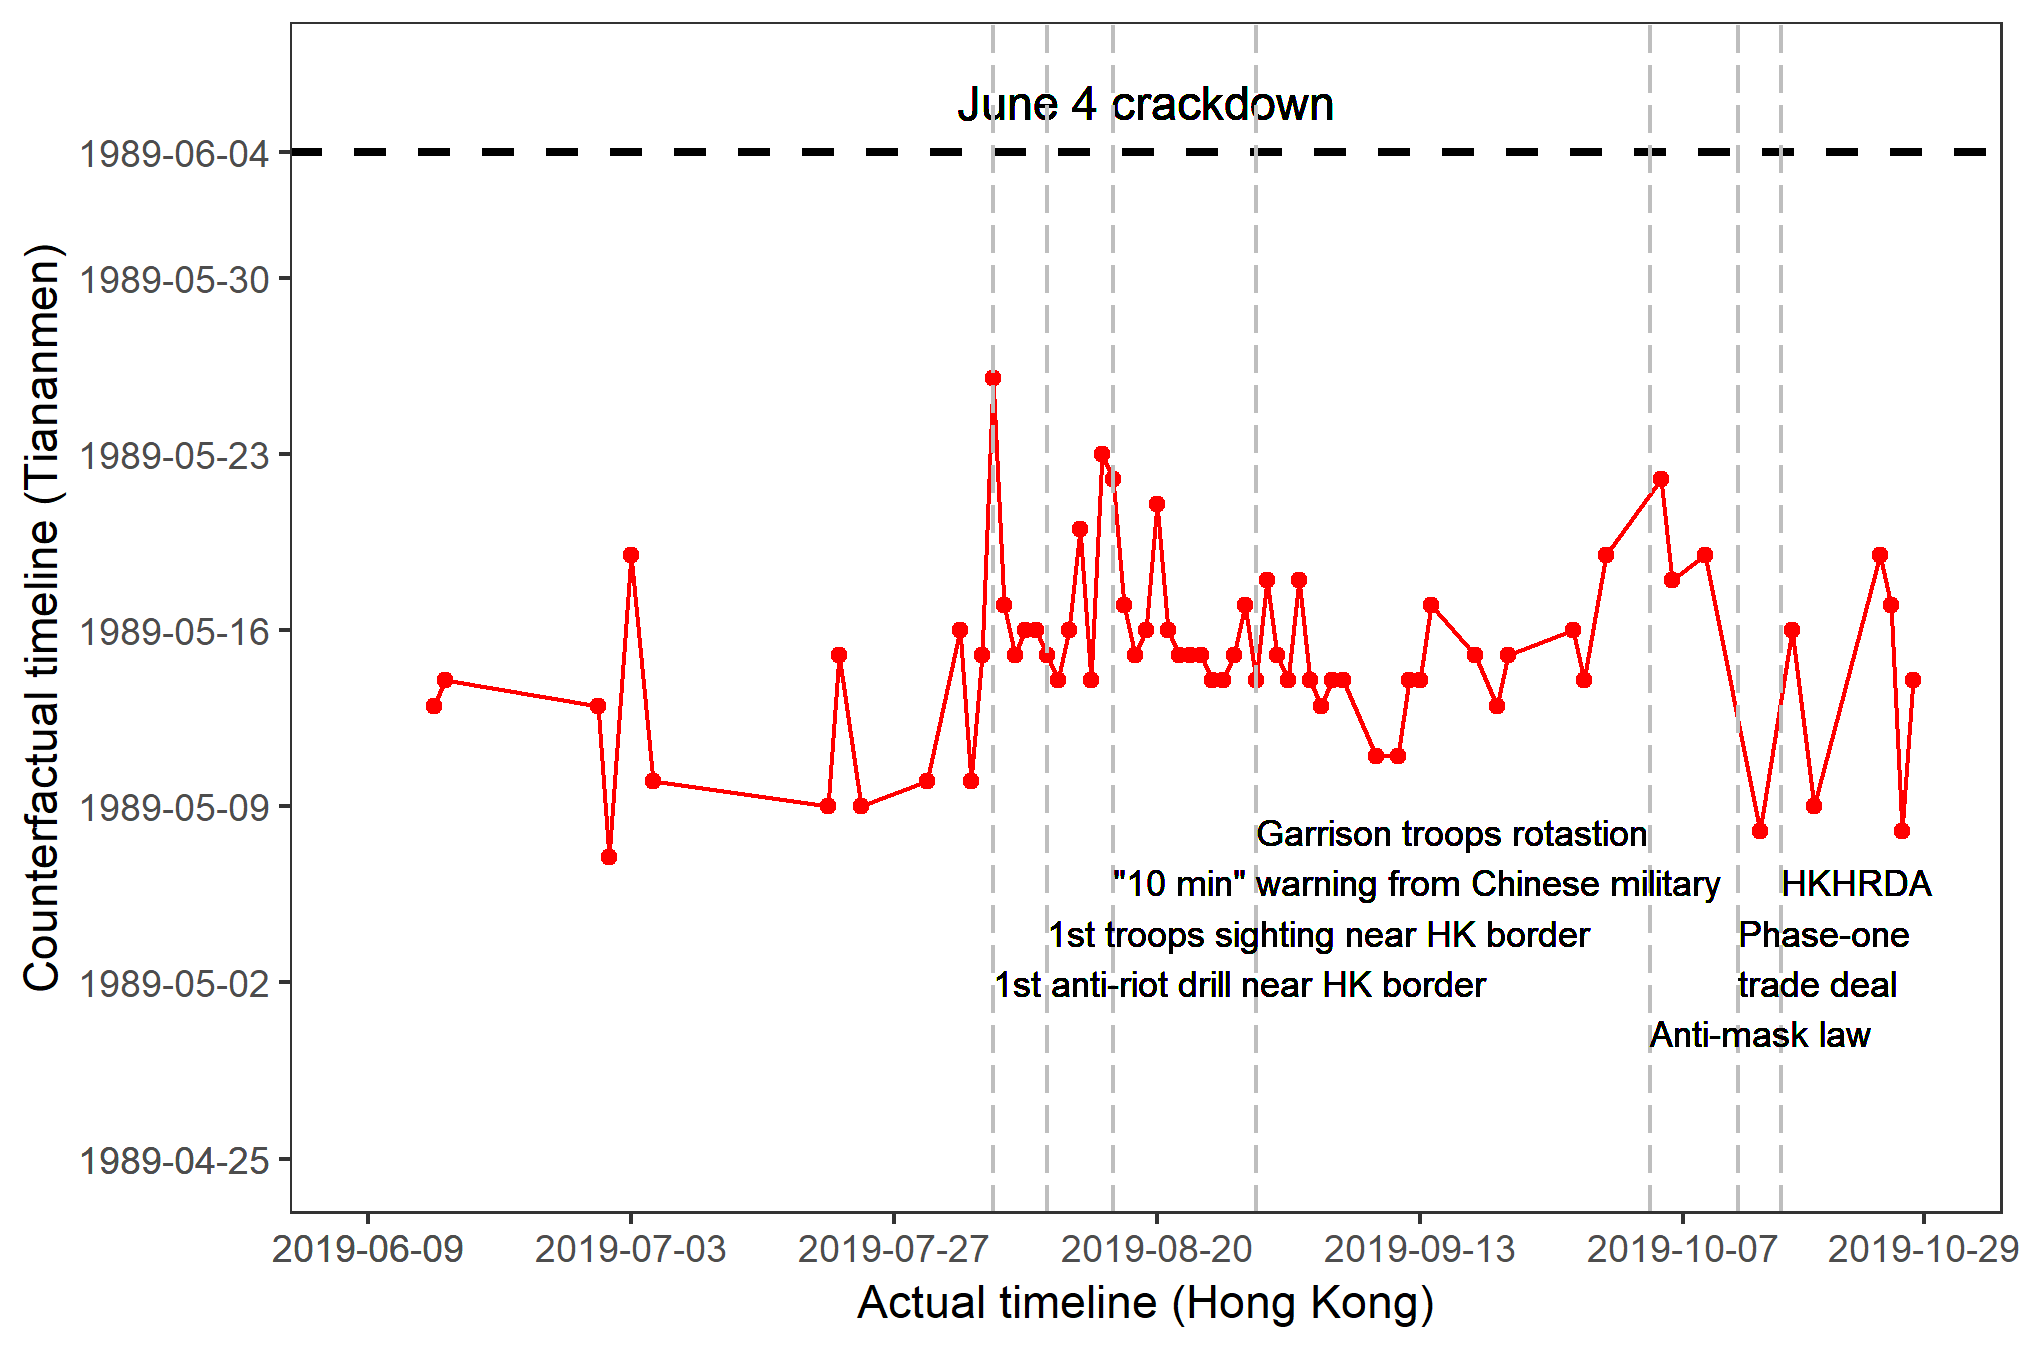 June 4 crackdown
1989-06-04
1989-05-30
1989-05-23
1989-05-16
1989-05-09
1989-05-02
1989-04-25
Counterfactual timeline (Tiananmen)
Garrison troops rotastion
"10 min" warning from Chinese military
HKHRDA
1st troops sighting near HK border
Phase-one
1st anti-riot drill near HK border
trade deal
Anti-mask law
2019-06-09
2019-07-03
2019-07-27
2019-08-20
2019-09-13
2019-10-07
2019-10-29
Actual timeline (Hong Kong)